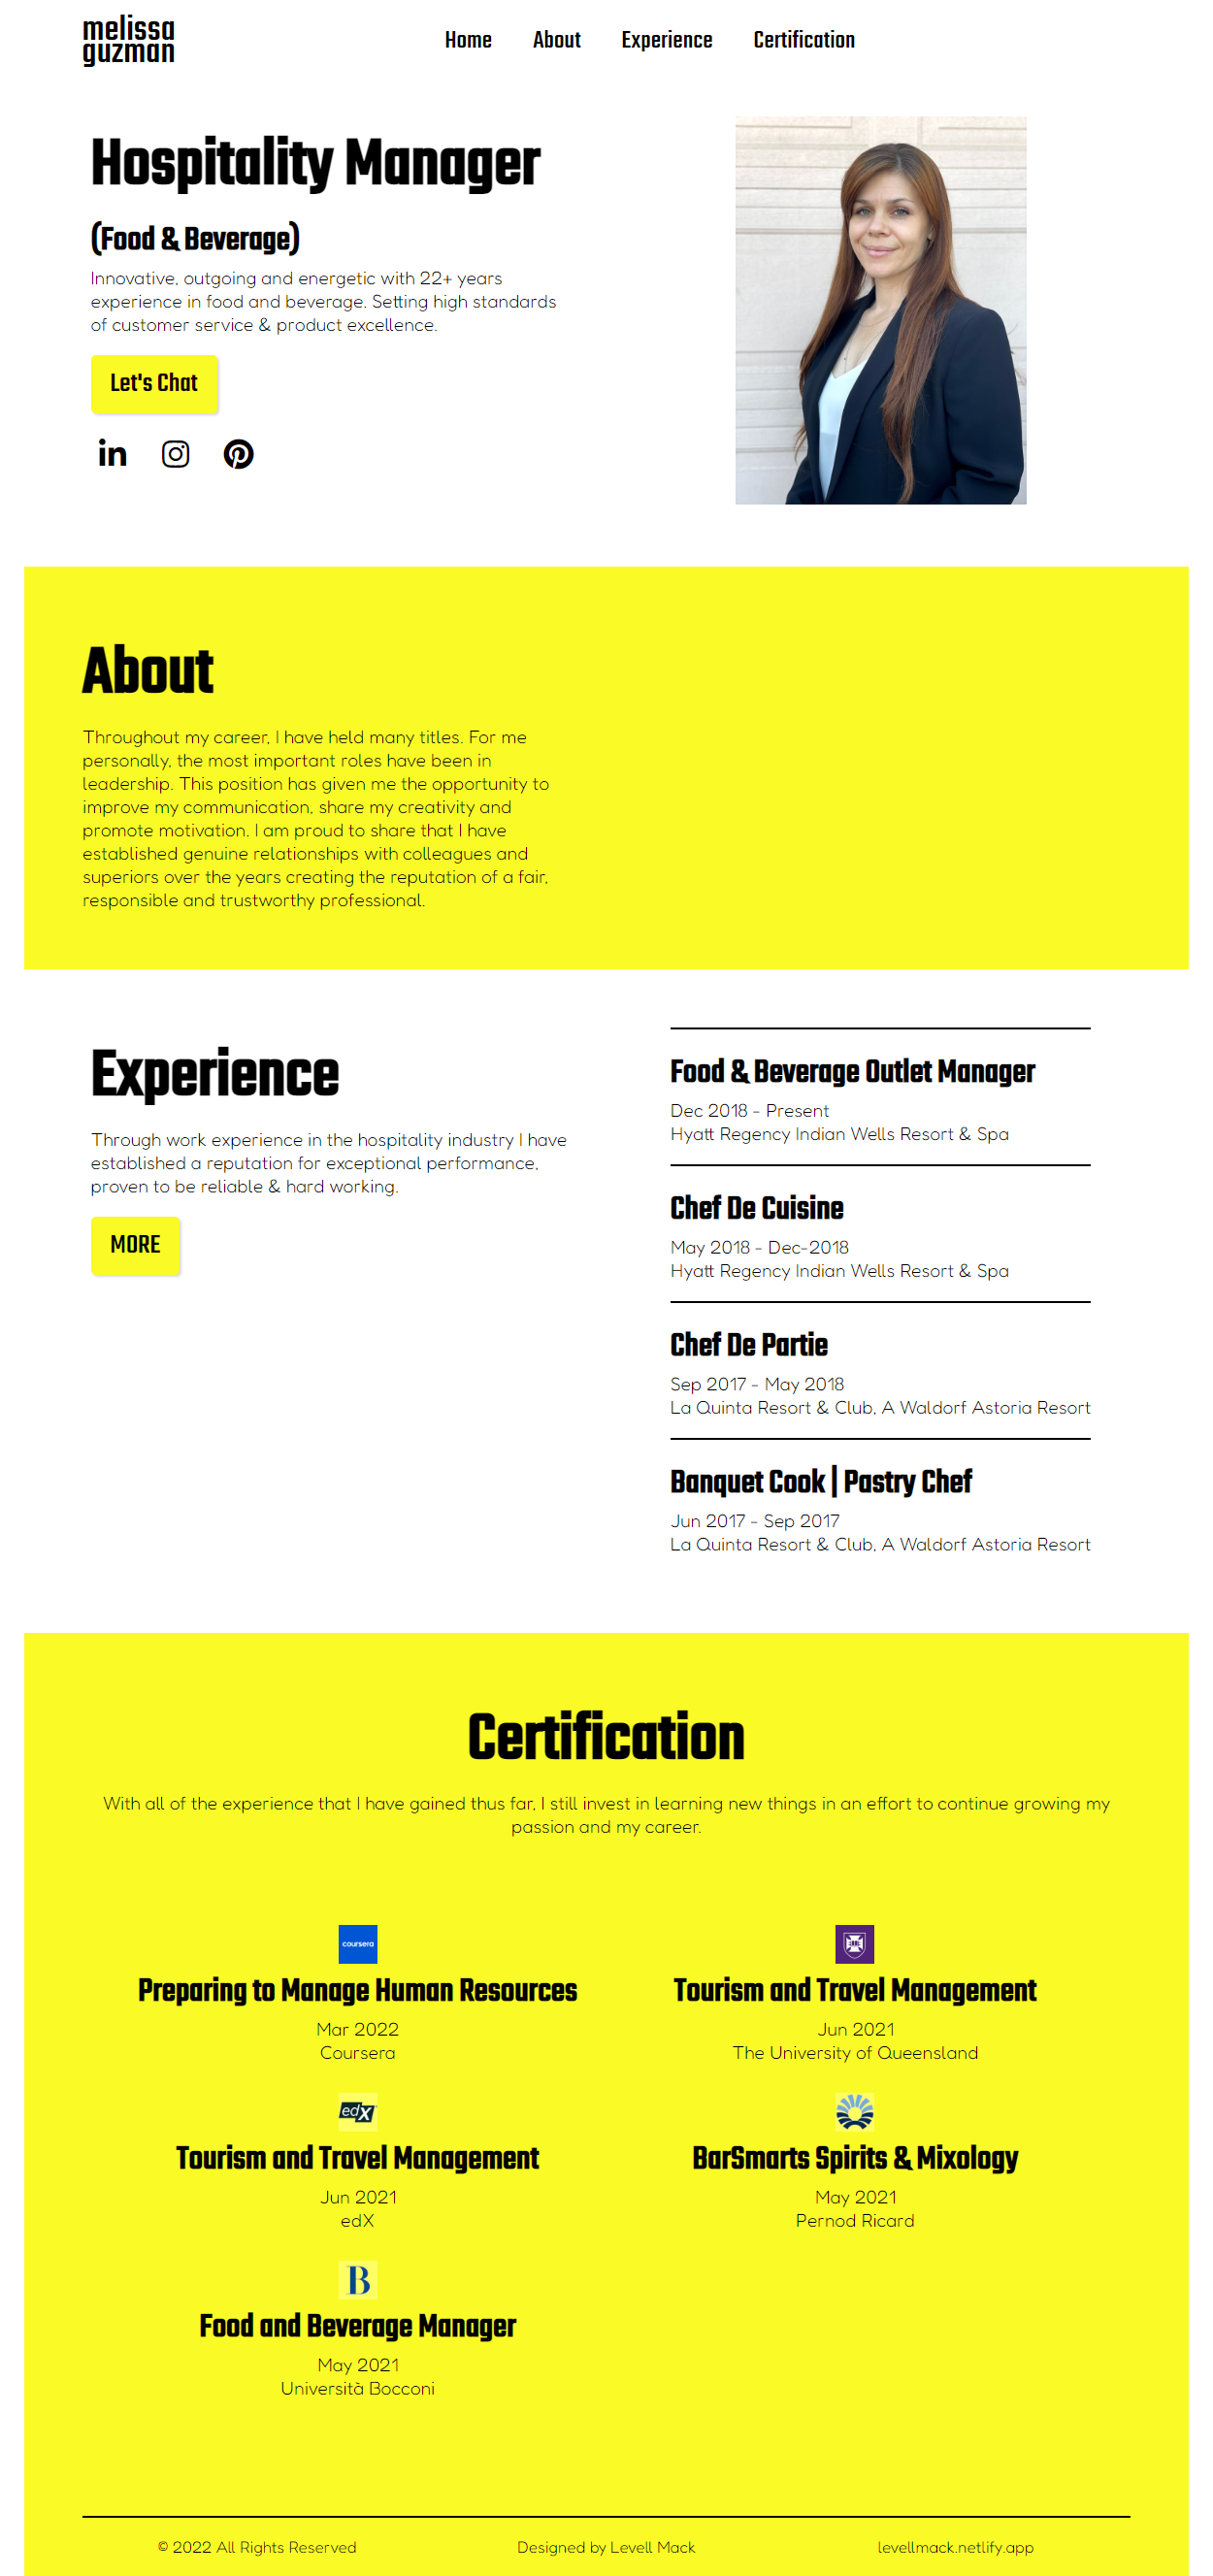 melissa
guzman
Home About Experience Certification
Hospitality Manager
(Food & Beverage)
Innovative, outgoing and energetic with 22+ years
experience in food and beverage. Setting high standards
of customer service & product excellence.
Let's Chat
in
About
Throughout my career, I have held many titles. For me
personally, the most important roles have been in
leadership. This position has given me the opportunity to
improve my communication, share my creativity and
promote motivation. I am proud to share that I have
established genuine relationships with colleagues and
superiors over the years creating the reputation of a fair,
responsible and trustworthy professional.
Experience
Through work experience in the hospitality industry I have
established a reputation for exceptional performance,
proven to be reliable & hard working.
MORE
Food & Beverage Outlet Manager
Dec 2018 - Present
Hyatt Regency Indian Wells Resort & Spa
Chef De Cuisine
May 2018 - Dec-2018
Hyatt Regency Indian Wells Resort & Spa
Chef De Partie
Sep 2017 - May 2018
La Quinta Resort & Club, A Waldorf Astoria Resort
Banquet Cook | Pastry Chef
Jun 2017 - Sep 2017
La Quinta Resort & Club, A Waldorf Astoria Resort
Certification
With all of the experience that I have gained thus far, I still invest in learning new things in an effort to continue growing my
passion and my career.
coursera
Preparing to Manage Human Resources
Mar 2022
Coursera
Tourism and Travel Management
Jun 2021
The University of Queensland
edX
Tourism and Travel Management
Jun 2021
edX
BarSmarts Spirits & Mixology
May 2021
Pernod Ricard
B
Food and Beverage Manager
May 2021
Università Bocconi
© 2022 All Rights Reserved
Designed by Levell Mack
levellmack.netlify.app